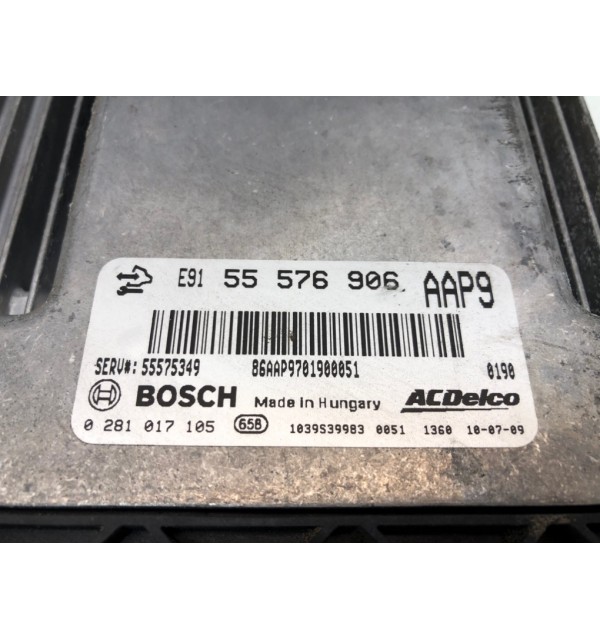 E91 55 576 906 AAP9
SERV#: 55575349 86AAP9701900051 0190
BOSCH Made in Hungary ACDelco
0 281 017 105 658 1039S39983 0051 1360 10-07-09